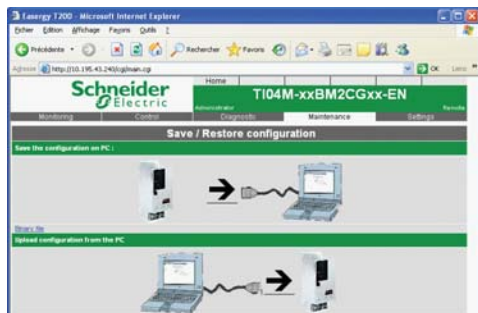 Easergy T200 - Microsoft Internet Explorer
Fichier Edition Affichage Favoris Outils ?
Précédente Rechercher Favoris
Adresse http://10.195.43.240/cgi/main.cgi OK Liens
Home
Schneider Electric
TI04M-xxBM2CGxx-EN
Administrator Remote
Monitoring Control Diagnostic Maintenance Settings
Save / Restore configuration
Save the configuration on PC :
Binary file
Upload configuration from the PC